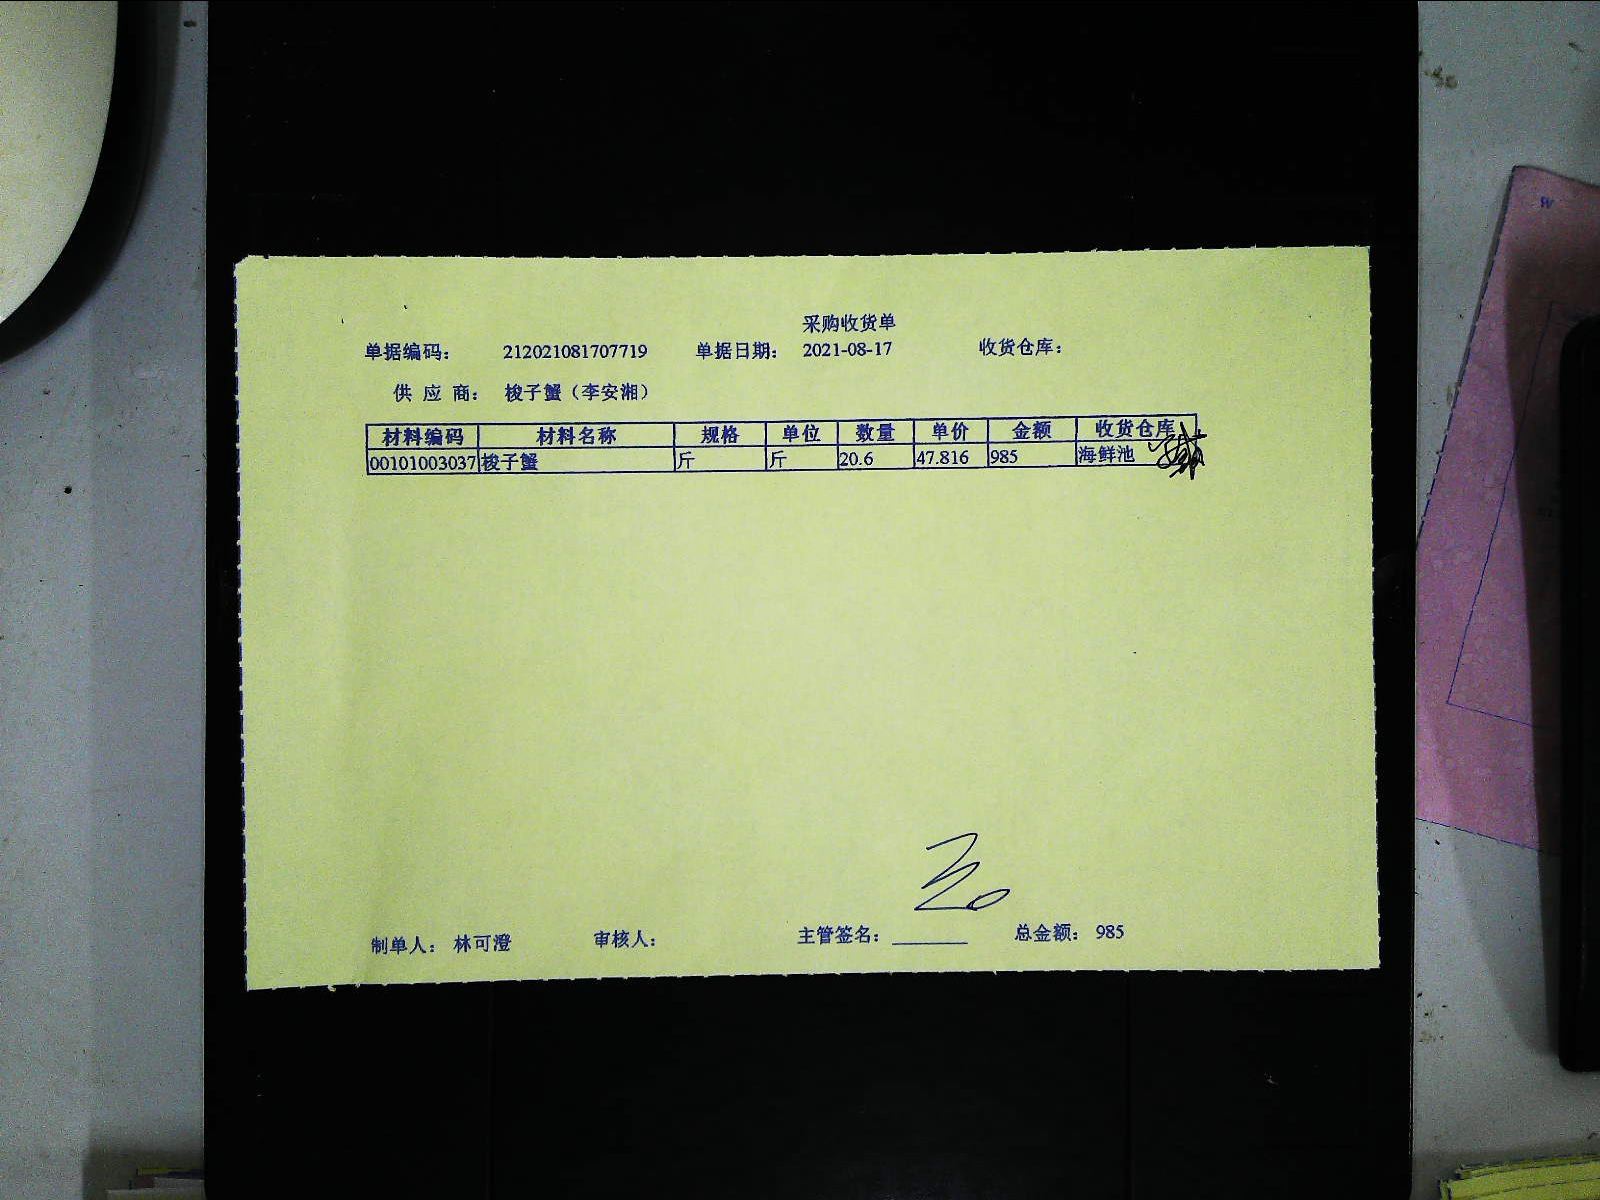 采购收货单
单据编码: 212021081707719 单据日期: 2021-08-17 收货仓库:
供 应 商: 梭子蟹（李安湘）
材料编码 材料名称 规格 单位 数量 单价 金额 收货仓库
00101003037 梭子蟹 斤 斤 20.6 47.816 985 海鲜池
制单人: 林可澄 审核人: 主管签名: ________ 总金额: 985